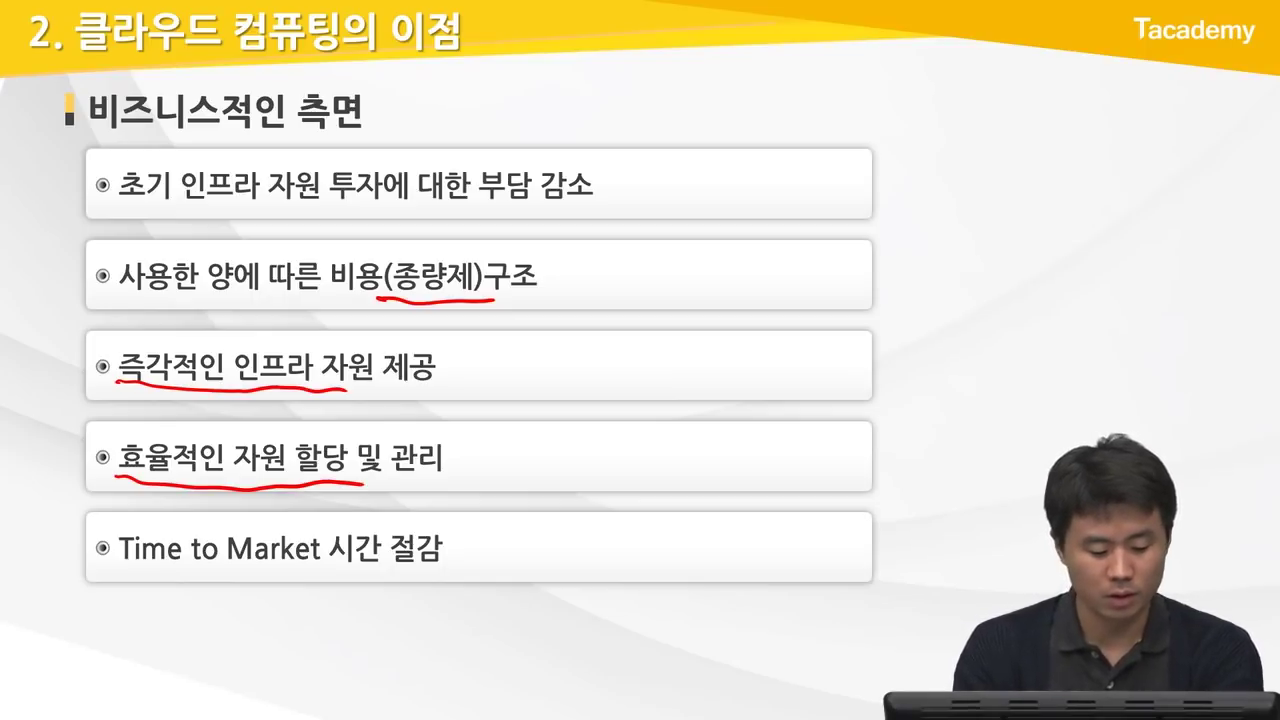 2. 클라우드 컴퓨팅의 이점
Tacademy
비즈니스적인 측면
초기 인프라 자원 투자에 대한 부담 감소
사용한 양에 따른 비용(종량제)구조
즉각적인 인프라 자원 제공
효율적인 자원 할당 및 관리
Time to Market 시간 절감